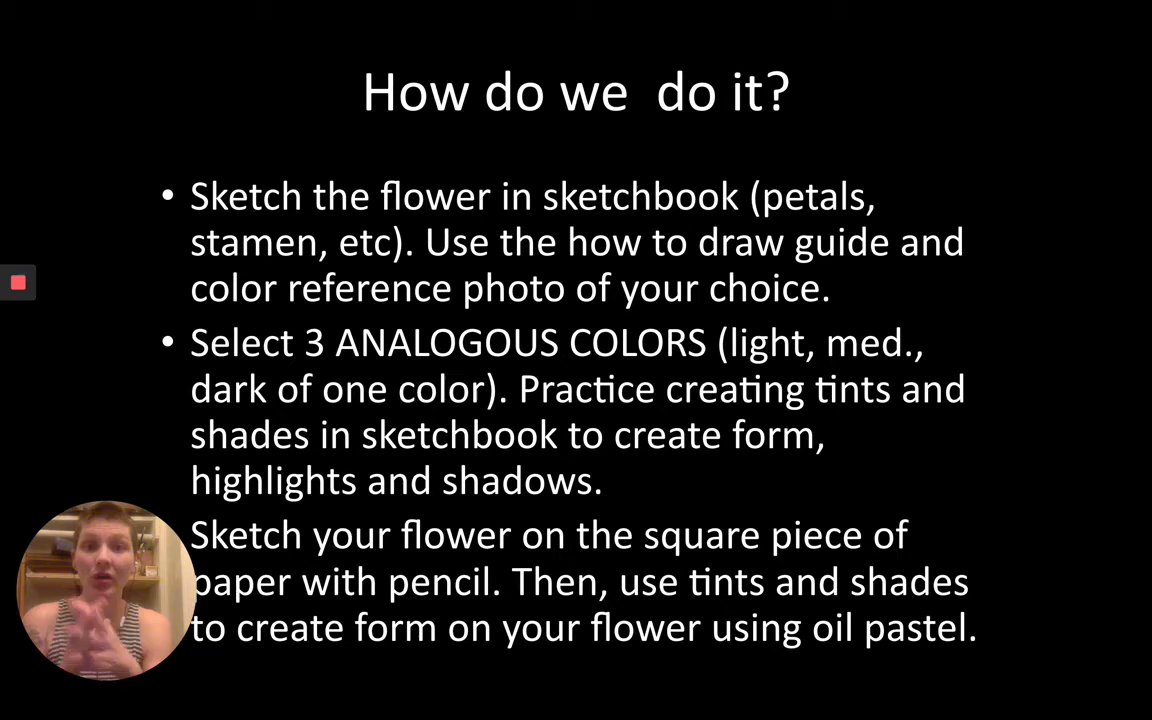 How do we  do it?
• Sketch the flower in sketchbook (petals,
stamen, etc). Use the how to draw guide and
color reference photo of your choice.
• Select 3 ANALOGOUS COLORS (light, med.,
dark of one color). Practice creating tints and
shades in sketchbook to create form,
highlights and shadows.
Sketch your flower on the square piece of
paper with pencil. Then, use tints and shades
to create form on your flower using oil pastel.